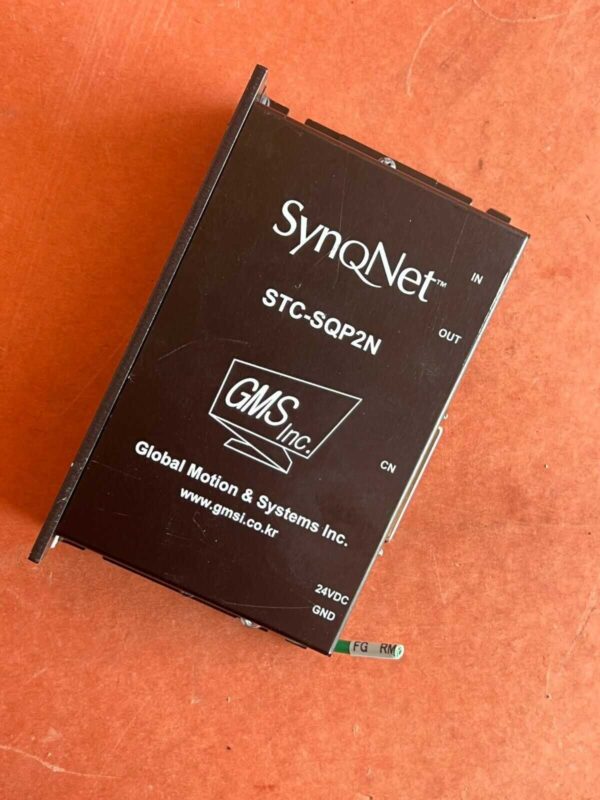 SynqNet™
IN
STC-SQP2N
OUT
GMS
Inc.
CN
Global Motion & Systems Inc.
www.gmsi.co.kr
24VDC
GND
FG RM